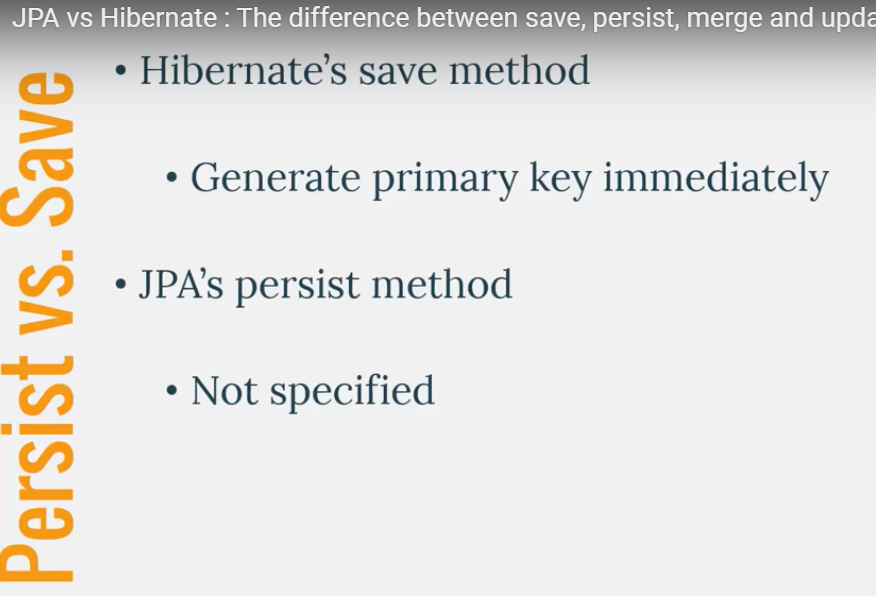 JPA vs Hibernate : The difference between save, persist, merge and upda
Persist vs. Save
• Hibernate’s save method
• Generate primary key immediately
• JPA’s persist method
• Not specified